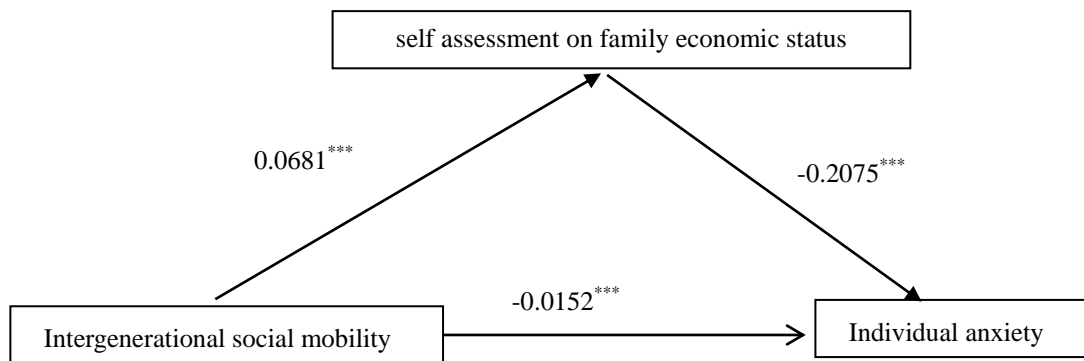 self assessment on family economic status
0.0681***
-0.2075***
-0.0152***
Intergenerational social mobility
Individual anxiety